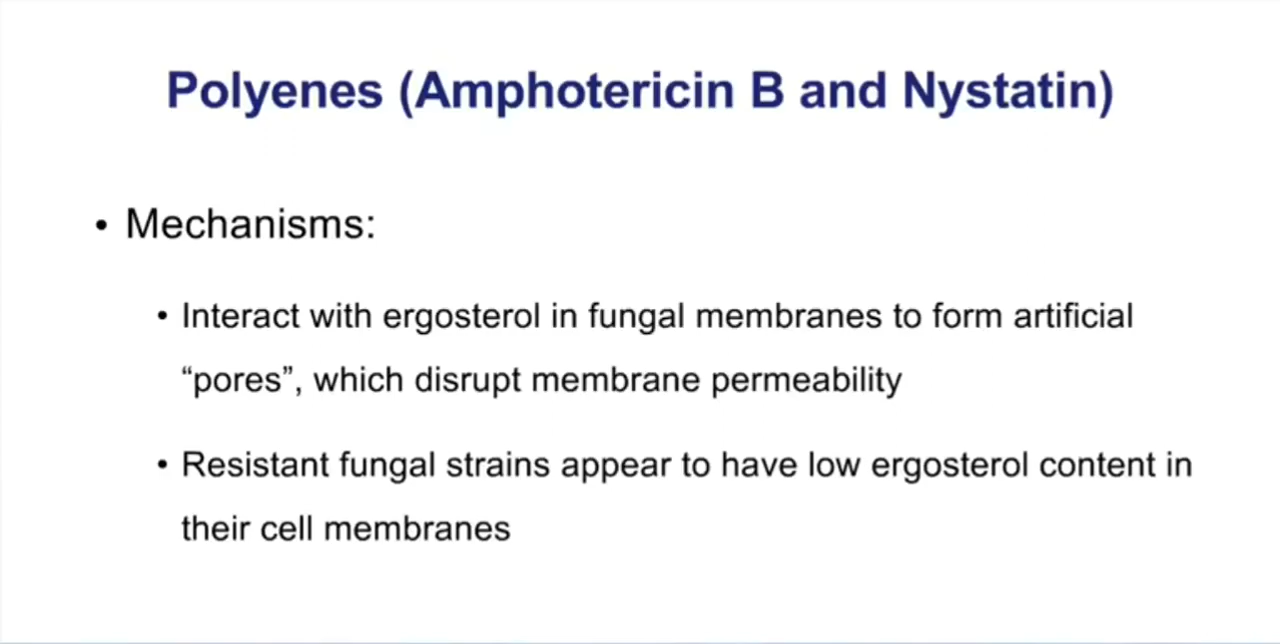 Polyenes (Amphotericin B and Nystatin)
• Mechanisms:
• Interact with ergosterol in fungal membranes to form artificial
“pores”, which disrupt membrane permeability
• Resistant fungal strains appear to have low ergosterol content in
their cell membranes